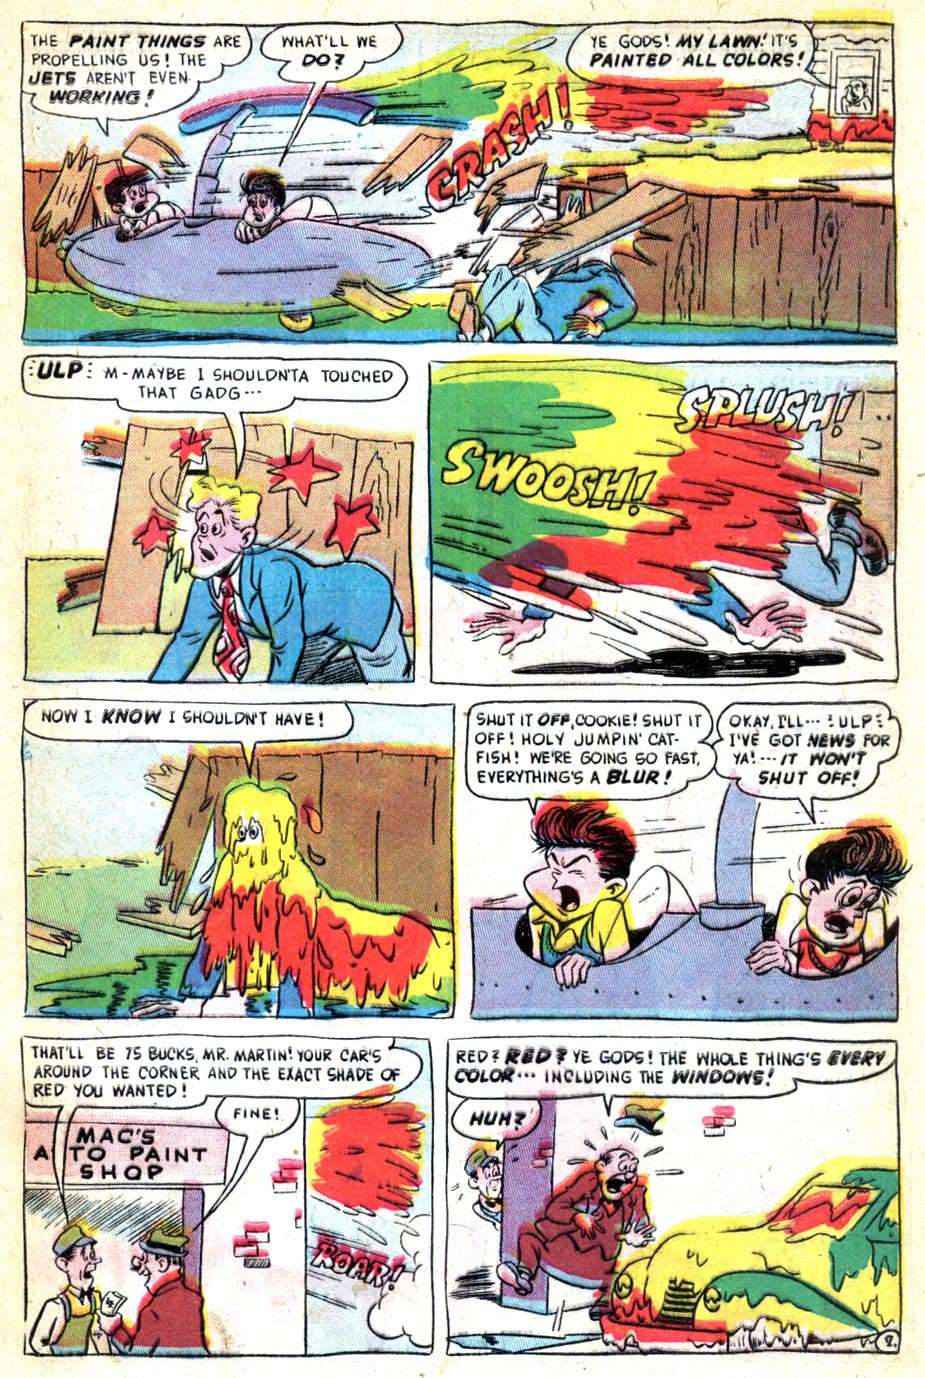 THE PAINT THINGS ARE
PROPELLING US! THE
JETS AREN'T EVEN
WORKING!
WHAT'LL WE
DO?
YE GODS! MY LAWN! IT'S
PAINTED ALL COLORS!
CRASH!
:ULP: M-MAYBE I SHOULDN'TA TOUCHED
THAT GADG---
SPLUSH!
SWOOSH!
NOW I KNOW I SHOULDN'T HAVE!
SHUT IT OFF, COOKIE! SHUT IT
OFF! HOLY JUMPIN' CAT-
FISH! WE'RE GOING SO FAST,
EVERYTHING'S A BLUR!
OKAY, I'LL--- :ULP:
I'VE GOT NEWS FOR
YA!--- IT WON'T
SHUT OFF!
THAT'LL BE 75 BUCKS, MR. MARTIN! YOUR CAR'S
AROUND THE CORNER AND THE EXACT SHADE OF
RED YOU WANTED!
FINE!
MAC'S
A TO PAINT
SHOP
$
ROAR!
RED? RED? YE GODS! THE WHOLE THING'S EVERY
COLOR--- INCLUDING THE WINDOWS!
HUH?
2.